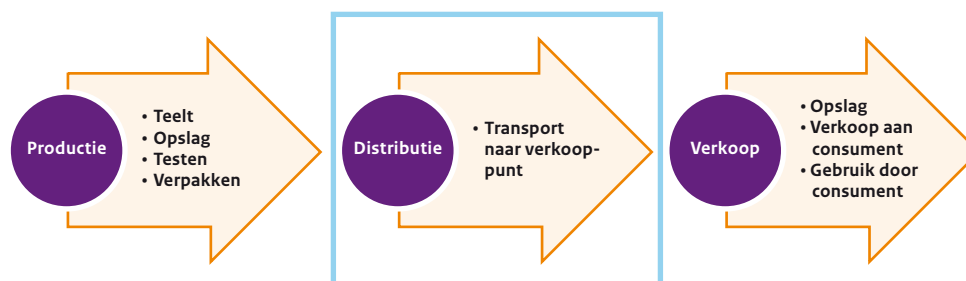 Productie
• Teelt
• Opslag
• Testen
• Verpakken
Distributie
• Transport
naar verkoop-
punt
Verkoop
• Opslag
• Verkoop aan
consument
• Gebruik door
consument